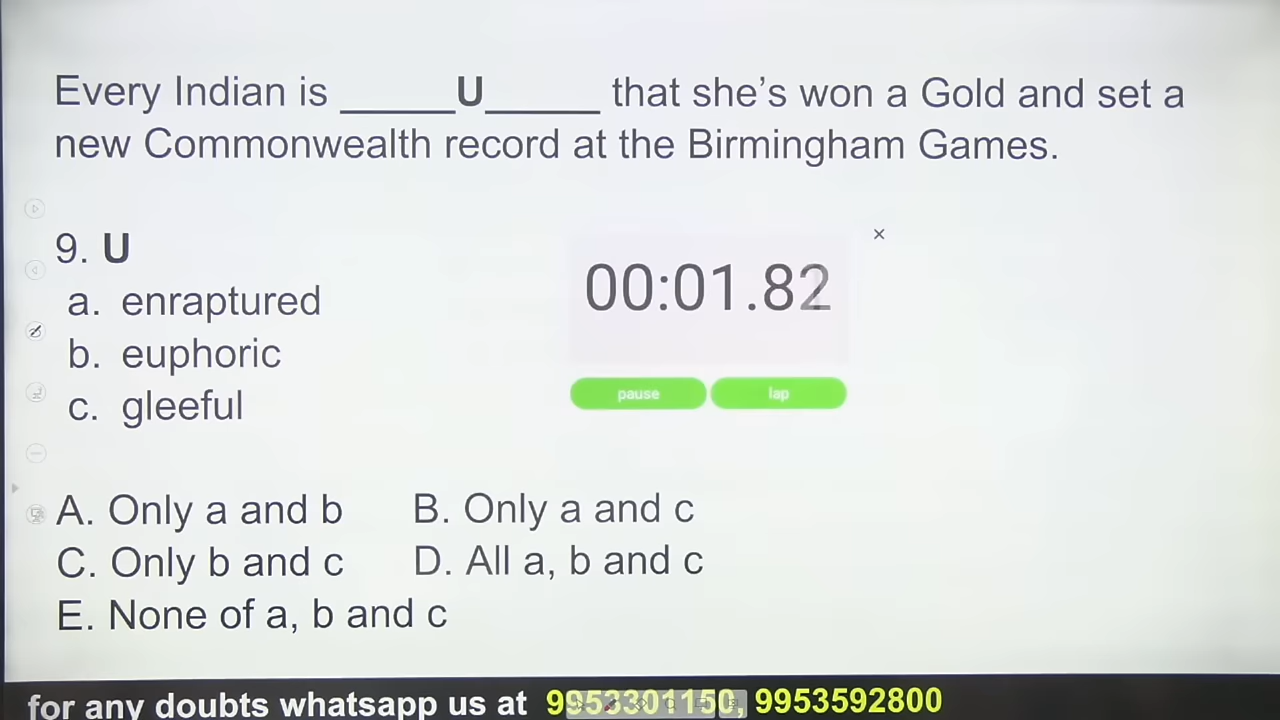 Every Indian is _____U_____ that she’s won a Gold and set a
new Commonwealth record at the Birmingham Games.
9. U
a. enraptured
b. euphoric
c. gleeful
00:01.82
pause lap
A. Only a and b B. Only a and c
C. Only b and c D. All a, b and c
E. None of a, b and c
for any doubts whatsapp us at 9953301150, 9953592800